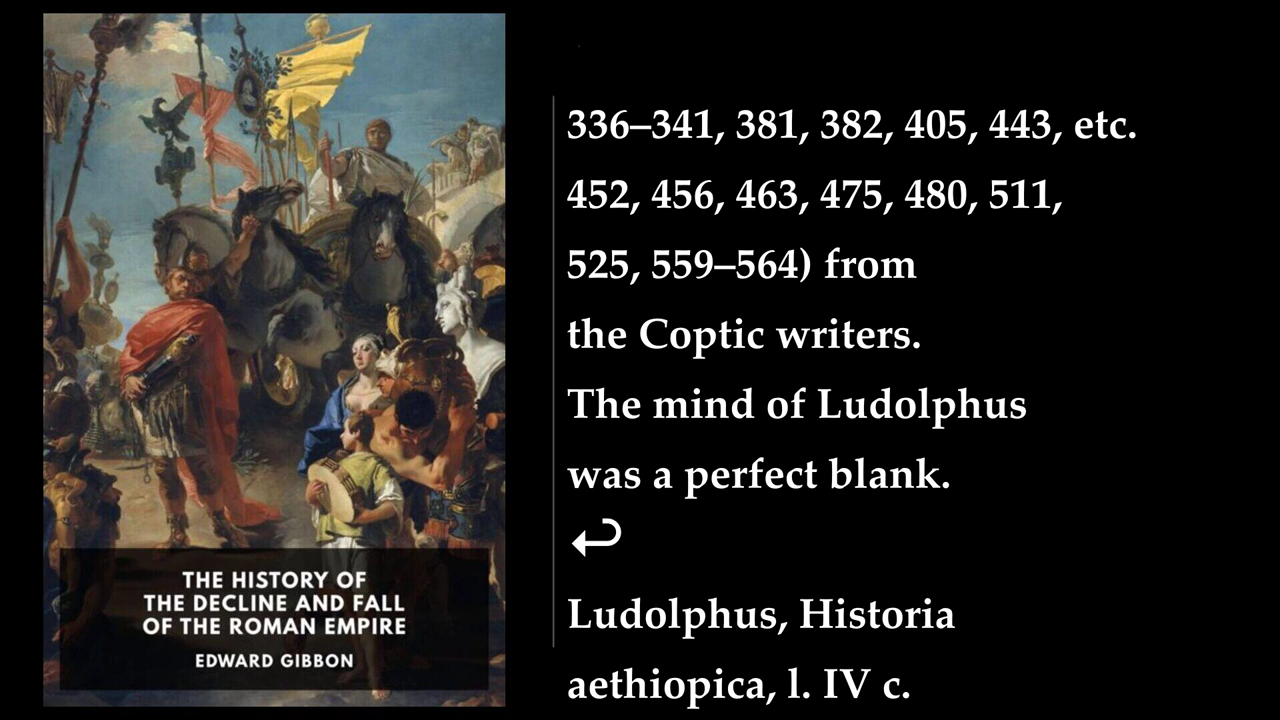 THE HISTORY OF
THE DECLINE AND FALL
OF THE ROMAN EMPIRE
EDWARD GIBBON
336–341, 381, 382, 405, 443, etc.
452, 456, 463, 475, 480, 511,
525, 559–564) from
the Coptic writers.
The mind of Ludolphus
was a perfect blank.
↩
Ludolphus, Historia
aethiopica, l. IV c.